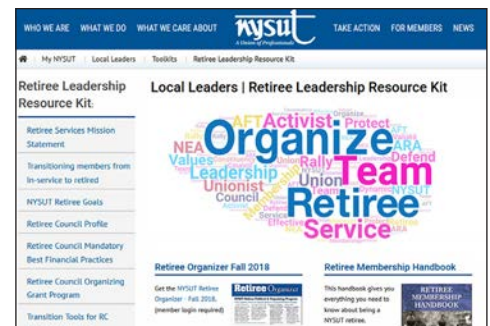 WHO WE ARE WHAT WE DO WHAT WE CARE ABOUT nysut TAKE ACTION FOR MEMBERS NEWS
A Union of Professionals
My NYSUT Local Leaders Toolkits Retiree Leadership Resource Kit
Retiree Leadership
Resource Kit
Retiree Services Mission
Statement
Transitioning members from
in-service to retired
NYSUT Retiree Goals
Retiree Council Profile
Retiree Council Mandatory
Best Financial Practices
Retiree Council Organizing
Grant Program
Transition Tools for RC
Local Leaders | Retiree Leadership Resource Kit
AFT Activist Protect
NEA Organize ARA
Values Rally Defend
Leadership Team
Unionist Union NYSUT
Council Retiree
Membership
Service
Retiree Organizer Fall 2018
Get the NYSUT Retiree
Organizer - Fall 2018.
(member login required)
Retiree Organizer
Retiree Membership Handbook
This handbook gives you
everything you need to
know about being a
NYSUT retiree.
RETIREE
MEMBERSHIP
HANDBOOK